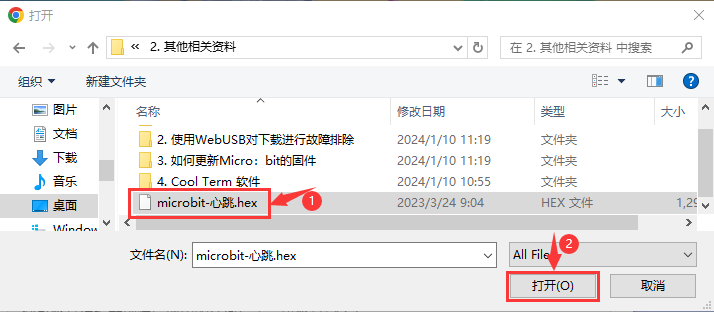 打开
« 2. 其他相关资料
在 2. 其他相关资料 中搜索
组织
新建文件夹
名称 修改日期 类型 大小
图片
文档
下载
音乐
桌面
Window
2. 使用WebUSB对下载进行故障排除 2024/1/10 11:19 文件夹
3. 如何更新Micro：bit的固件 2024/1/10 11:19 文件夹
4. Cool Term 软件 2024/1/10 10:55 文件夹
microbit-心跳.hex 2023/3/24 9:04 HEX 文件 1,29
1
文件名(N): microbit-心跳.hex
All File
2
打开(O) 取消